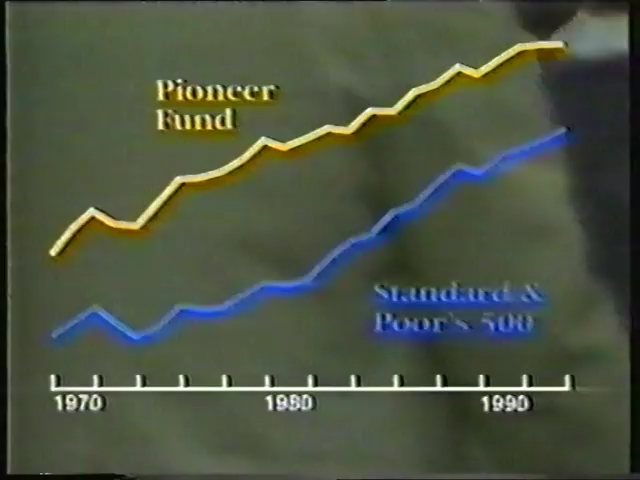 Pioneer
Fund
Standard &
Poor's 500
1970 1980 1990